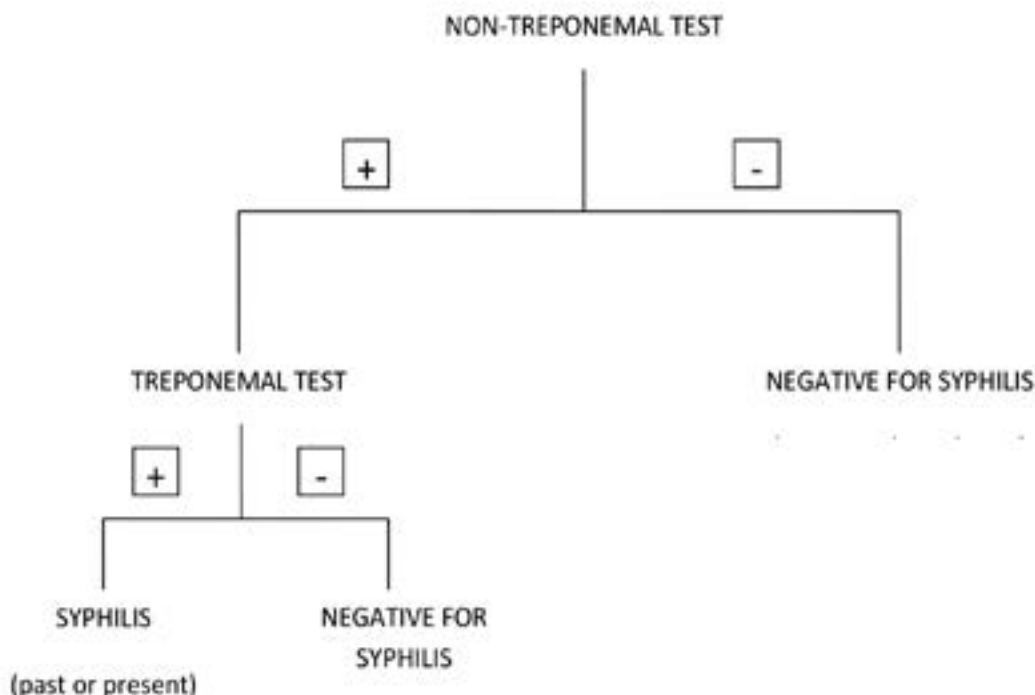 NON-TREPONEMAL TEST
+
-
TREPONEMAL TEST
NEGATIVE FOR SYPHILIS
+
-
SYPHILIS
(past or present)
NEGATIVE FOR
SYPHILIS